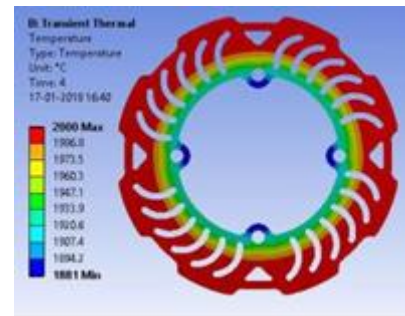 B: Transient Thermal
Temperature
Type: Temperature
Unit: °C
Time: 4
17-01-2018 16:40
2000 Max
1986.8
1973.5
1960.3
1947.1
1933.9
1920.6
1907.4
1894.2
1881 Min